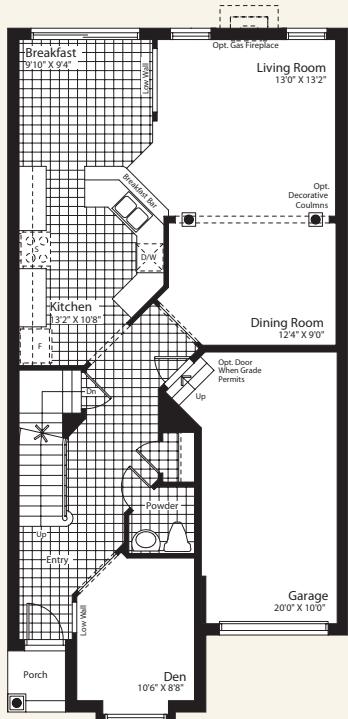 Opt. Gas Fireplace
Breakfast
9'10" X 9'4"
Low Wall
Living Room
13'0" X 13'2"
Breakfast Bar
Opt.
Decorative
Coulmns
S
D/W
Kitchen
13'2" X 10'8"
F
Dining Room
12'4" X 9'0"
Opt. Door
When Grade
Permits
Dn
Up
Powder
Up
Entry
Garage
20'0" X 10'0"
Low Wall
Porch
Den
10'6" X 8'8"